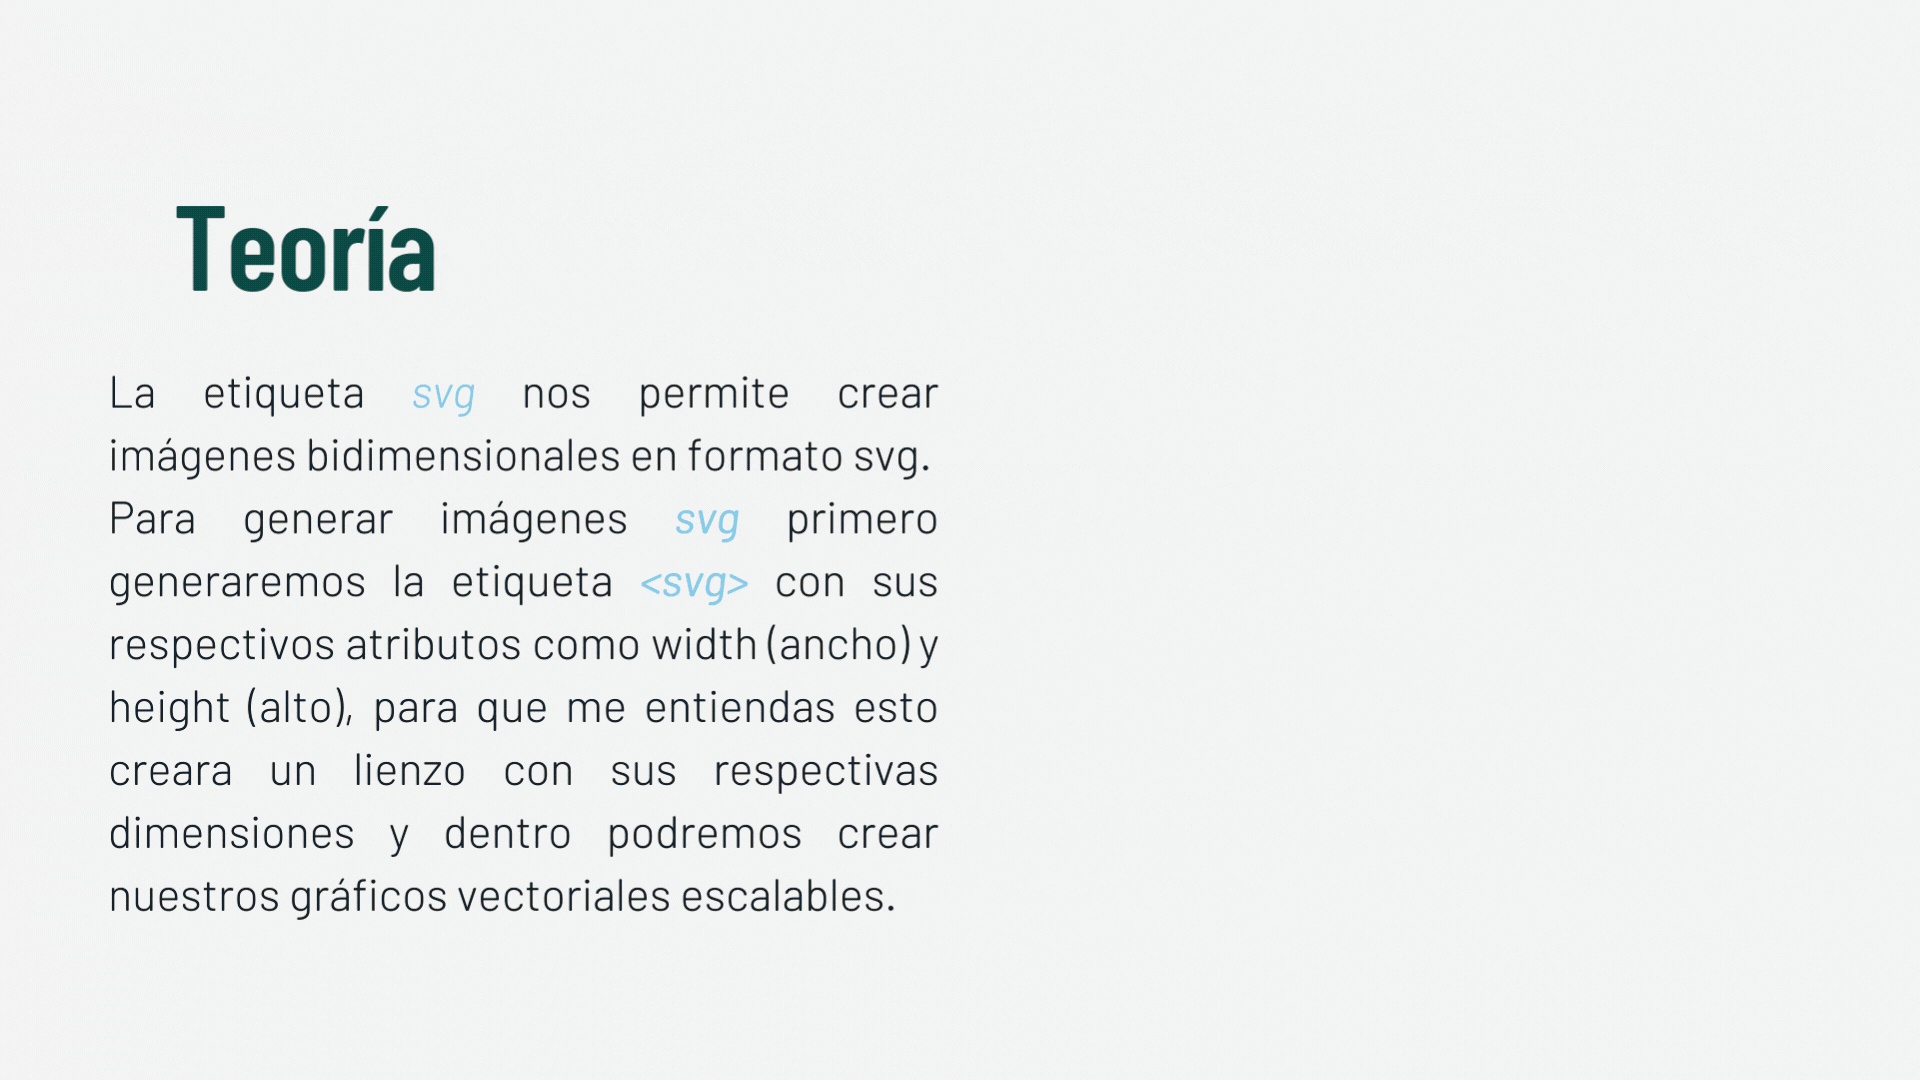 Teoría
La etiqueta svg nos permite crear
imágenes bidimensionales en formato svg.
Para generar imágenes svg primero
generaremos la etiqueta <svg> con sus
respectivos atributos como width (ancho) y
height (alto), para que me entiendas esto
creara un lienzo con sus respectivas
dimensiones y dentro podremos crear
nuestros gráficos vectoriales escalables.